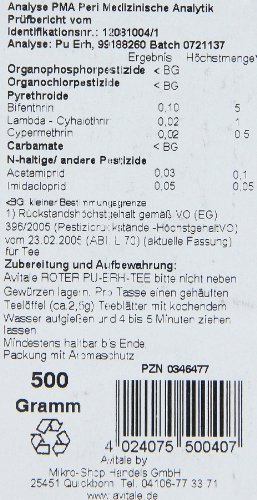 Analyse PMA Peri Medizinische Analytik
Prüfbericht vom
Identifikationsnr.: 12081004/1
Analyse: Pu Erh, 99188260 Batch 0721137
Ergebnis Höchstmenge¹
Organophosphorpestizide < BG
Organochlorpestizide < BG
Pyrethroide
Bifenthrin 0,10 5
Lambda - Cyhalothrin 0,02 1
Cypermethrin 0,02 0.5
Carbamate < BG
N-haltige/ andere Pestizide
Acetamiprid 0,03 0,1
Imidacloprid 0,05 0,05
<BG: kleiner Bestimmungsgrenze
1) Rückstandshöchstgehalt gemäß VO (EG)
396/2005 (Pestizidrückstände -HöchstgehaltVO)
vom 23.02.2005 (ABl. L 70) (aktuelle Fassung)
für Tee
Zubereitung und Aufbewahrung:
Avitale ROTER PU-ERH-TEE bitte nicht neben
Gewürzen lagern. Pro Tasse einen gehäuften
Teelöffel (ca.2,5g) Teeblätter mit kochendem
Wasser aufgießen und 4 bis 5 Minuten ziehen
lassen.
Mindestens haltbar bis Ende:
Packung mit Aromaschutz
PZN 0346477
500
Gramm
4 024075 500407
Avitale by
Mikro-Shop Handels GmbH
25451 Quickborn, Tel. 04106-77 33 71
www.avitale.de